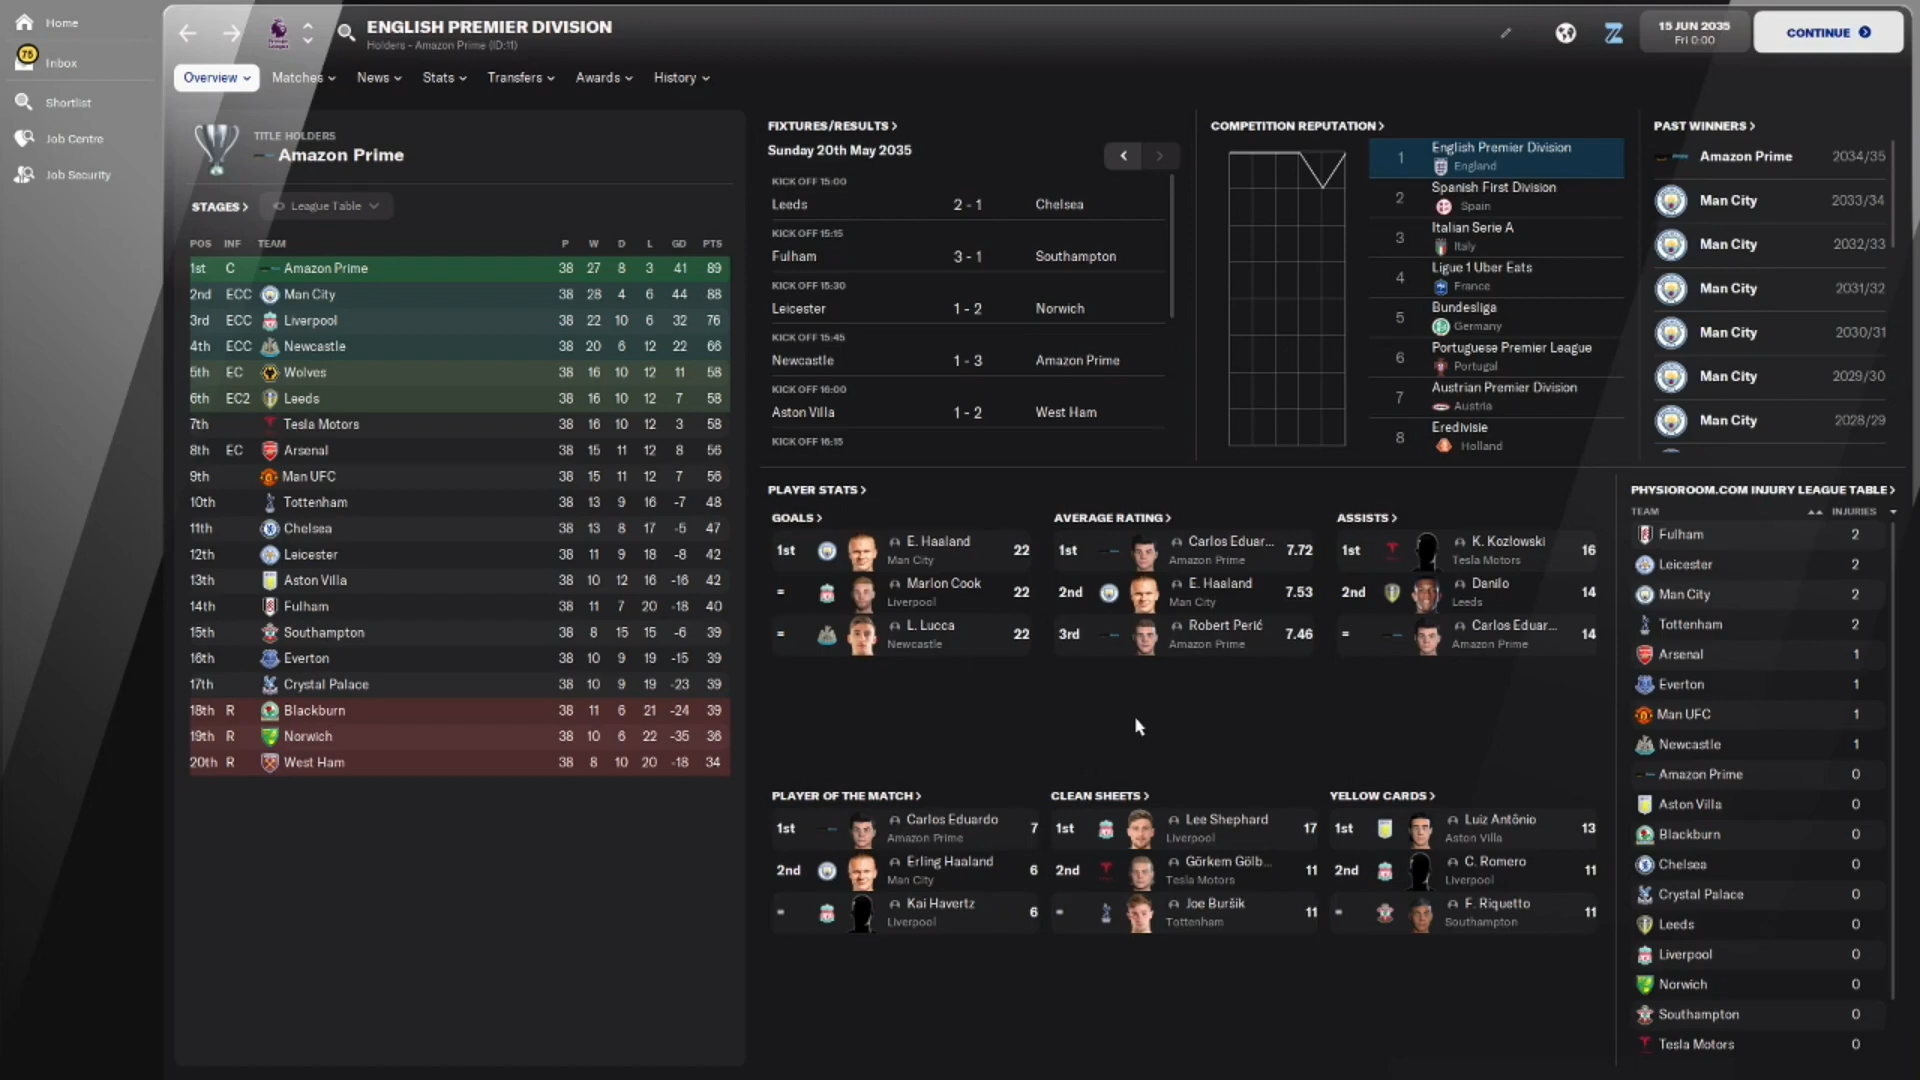 Home
75
Inbox
Shortlist
Job Centre
Job Security
ENGLISH PREMIER DIVISION
Holders - Amazon Prime (ID:11)
15 JUN 2035
Fri 0:00
CONTINUE
Overview
Matches
News
Stats
Transfers
Awards
History
TITLE HOLDERS
Amazon Prime
STAGES >
League Table
POS INF TEAM P W D L GD PTS
1st C Amazon Prime 38 27 8 3 41 89
2nd ECC Man City 38 28 4 6 44 88
3rd ECC Liverpool 38 22 10 6 32 76
4th ECC Newcastle 38 20 6 12 22 66
5th EC Wolves 38 16 10 12 11 58
6th EC2 Leeds 38 16 10 12 7 58
7th Tesla Motors 38 16 10 12 3 58
8th EC Arsenal 38 15 11 12 8 56
9th Man UFC 38 15 11 12 7 56
10th Tottenham 38 13 9 16 -7 48
11th Chelsea 38 13 8 17 -5 47
12th Leicester 38 11 9 18 -8 42
13th Aston Villa 38 10 12 16 -16 42
14th Fulham 38 11 7 20 -18 40
15th Southampton 38 8 15 15 -6 39
16th Everton 38 10 9 19 -15 39
17th Crystal Palace 38 10 9 19 -23 39
18th R Blackburn 38 11 6 21 -24 39
19th R Norwich 38 10 6 22 -35 36
20th R West Ham 38 8 10 20 -18 34
FIXTURES/RESULTS >
Sunday 20th May 2035
KICK OFF 15:00
Leeds 2 - 1 Chelsea
KICK OFF 15:15
Fulham 3 - 1 Southampton
KICK OFF 15:30
Leicester 1 - 2 Norwich
KICK OFF 15:45
Newcastle 1 - 3 Amazon Prime
KICK OFF 16:00
Aston Villa 1 - 2 West Ham
KICK OFF 16:15
COMPETITION REPUTATION >
1 English Premier Division
England
2 Spanish First Division
Spain
3 Italian Serie A
Italy
4 Ligue 1 Uber Eats
France
5 Bundesliga
Germany
6 Portuguese Premier League
Portugal
7 Austrian Premier Division
Austria
8 Eredivisie
Holland
PAST WINNERS >
Amazon Prime 2034/35
Man City 2033/34
Man City 2032/33
Man City 2031/32
Man City 2030/31
Man City 2029/30
Man City 2028/29
PLAYER STATS >
GOALS >
1st E. Haaland 22
Man City
= Marlon Cook 22
Liverpool
= L. Lucca 22
Newcastle
AVERAGE RATING >
1st Carlos Eduar... 7.72
Amazon Prime
2nd E. Haaland 7.53
Man City
3rd Robert Perić 7.46
Amazon Prime
ASSISTS >
1st K. Kozlowski 16
Tesla Motors
2nd Danilo 14
Leeds
= Carlos Eduar... 14
Amazon Prime
PLAYER OF THE MATCH >
1st Carlos Eduardo 7
Amazon Prime
2nd Erling Haaland 6
Man City
= Kai Havertz 6
Liverpool
CLEAN SHEETS >
1st Lee Shephard 17
Liverpool
2nd Görkem Gölb... 11
Tesla Motors
= Joe Buršik 11
Tottenham
YELLOW CARDS >
1st Luiz Antônio 13
Aston Villa
2nd C. Romero 11
Liverpool
= F. Riquetto 11
Southampton
PHYSIOROOM.COM INJURY LEAGUE TABLE >
TEAM INJURIES
Fulham 2
Leicester 2
Man City 2
Tottenham 2
Arsenal 1
Everton 1
Man UFC 1
Newcastle 1
Amazon Prime 0
Aston Villa 0
Blackburn 0
Chelsea 0
Crystal Palace 0
Leeds 0
Liverpool 0
Norwich 0
Southampton 0
Tesla Motors 0